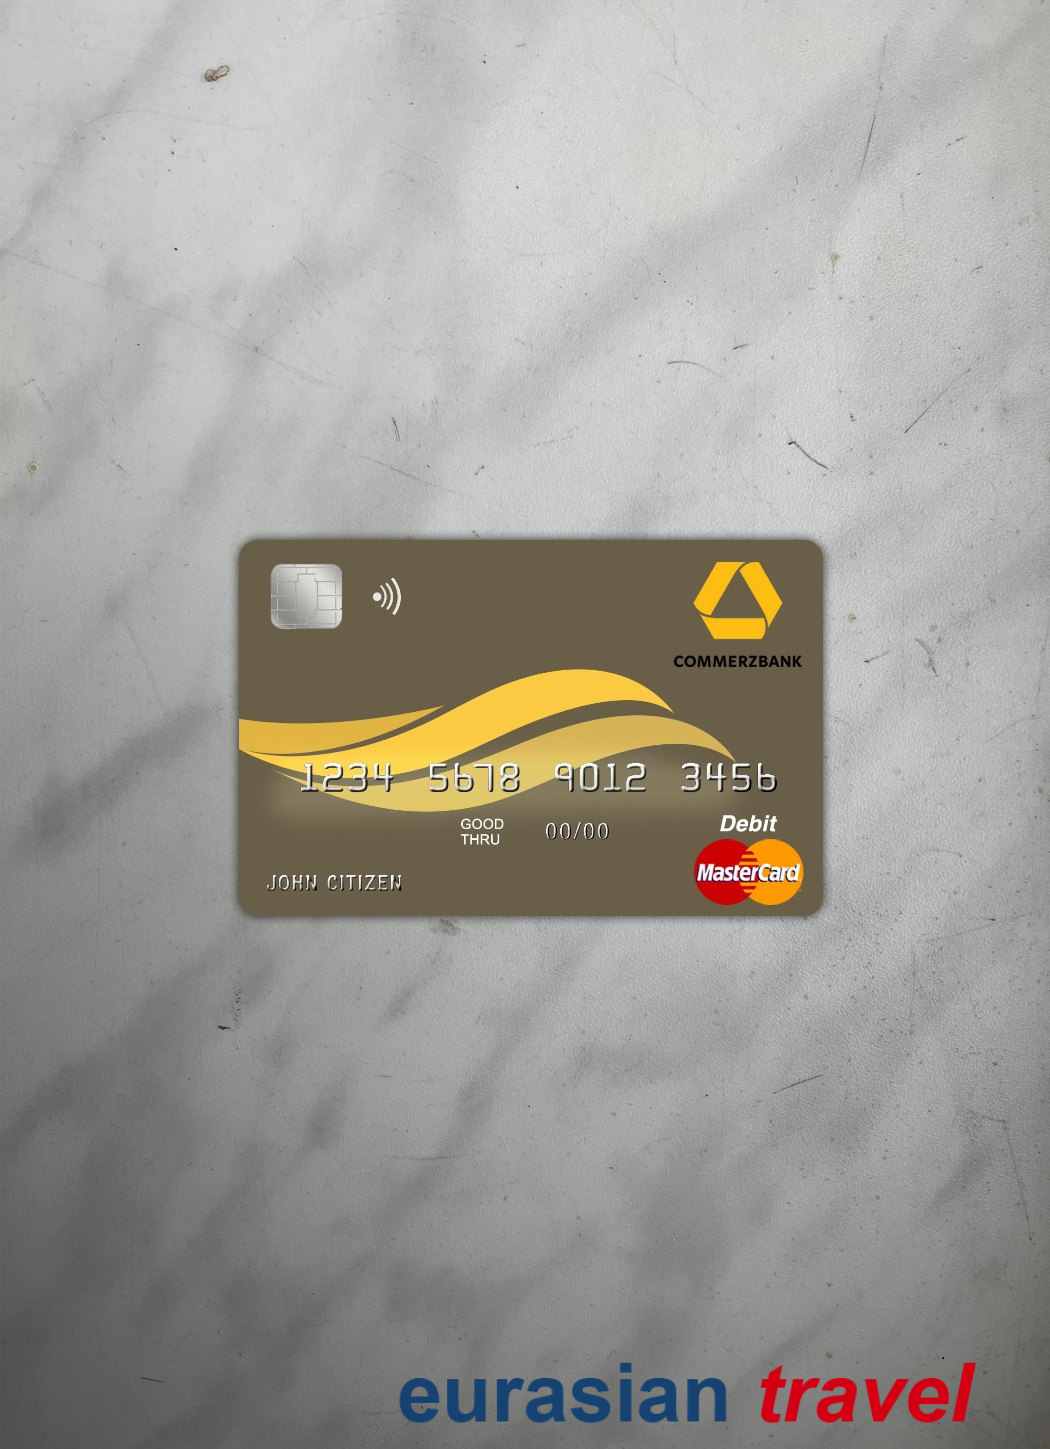 COMMERZBANK
1234 5678 9012 3456
GOOD
THRU
00/00
Debit
MasterCard
JOHN CITIZEN
eurasian travel